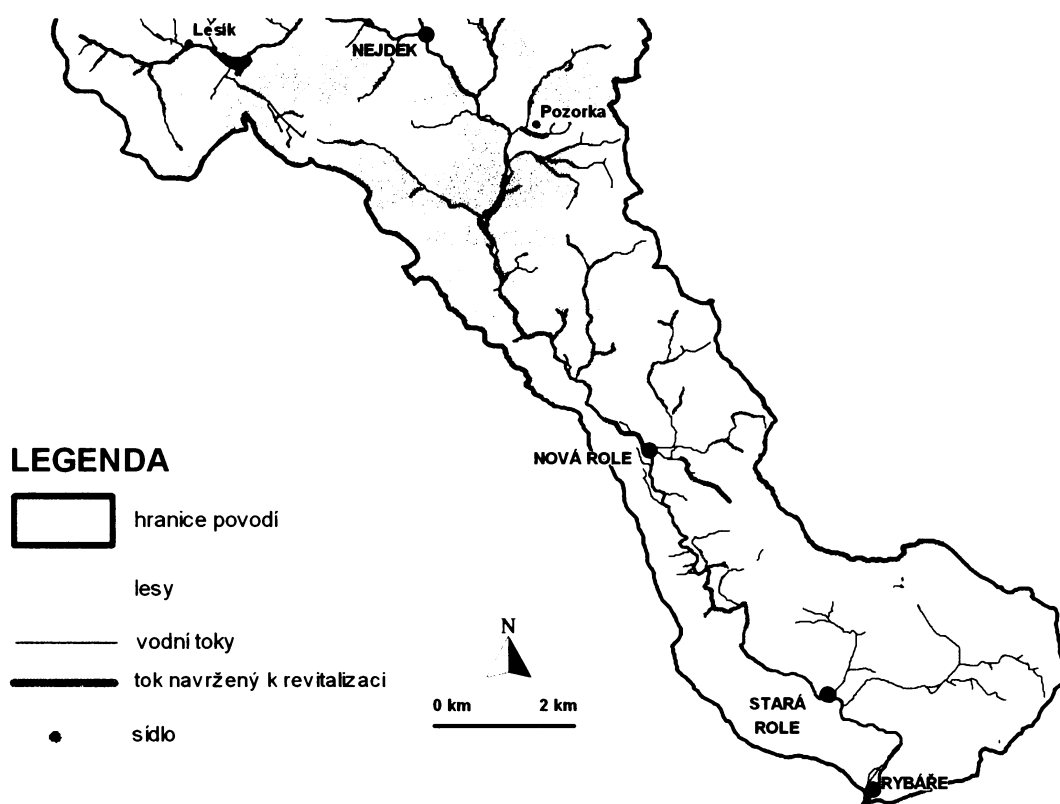 Lesík
NEJDEK
Pozorka
NOVÁ ROLE
LEGENDA
hranice povodí
lesy
vodní toky
tok navržený k revitalizaci
sídlo
N
0 km 2 km
STARÁ
ROLE
RYBÁŘE